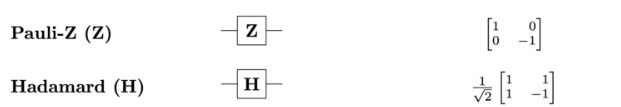 Pauli-Z (Z) Z [1 0
0 −1]
Hadamard (H) H 1/√2 [1 1
1 −1]